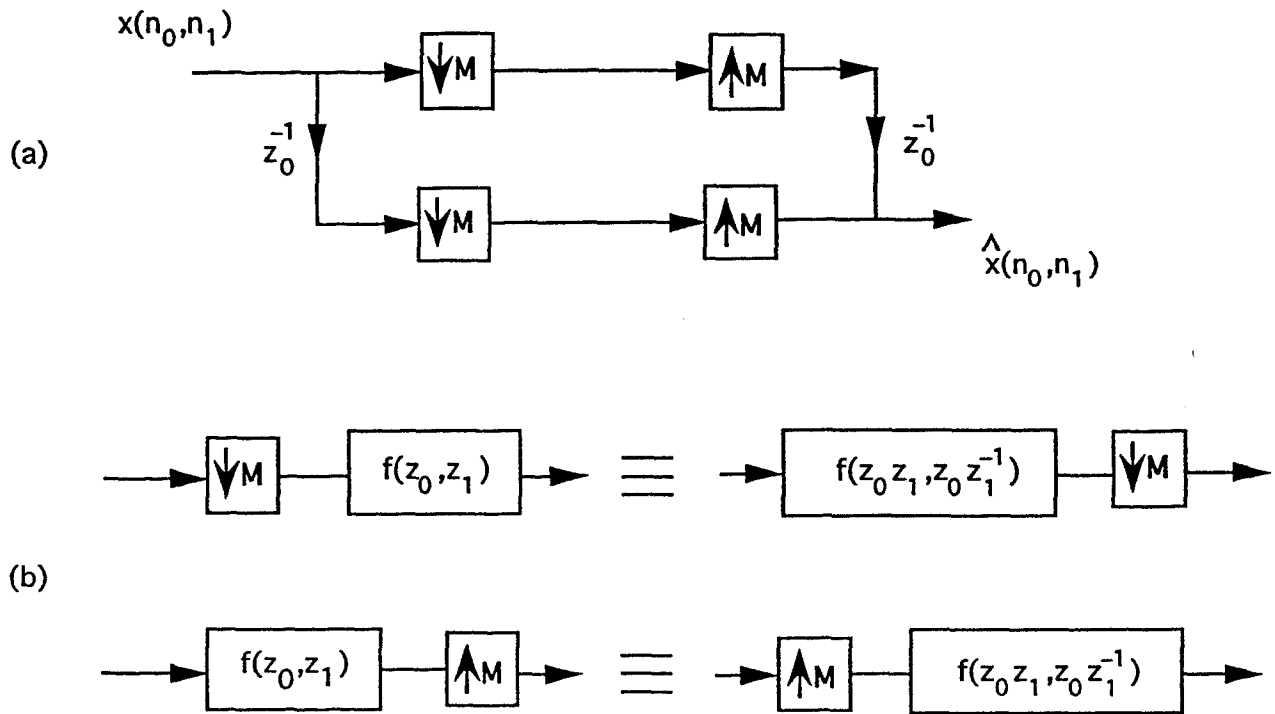 x(n₀,n₁)
↓M
↑M
(a)
z₀⁻¹
z₀⁻¹
↓M
↑M
x̂(n₀,n₁)
↓M
f(z₀,z₁)
≡
f(z₀z₁,z₀z₁⁻¹)
↓M
(b)
f(z₀,z₁)
↑M
≡
↑M
f(z₀z₁,z₀z₁⁻¹)